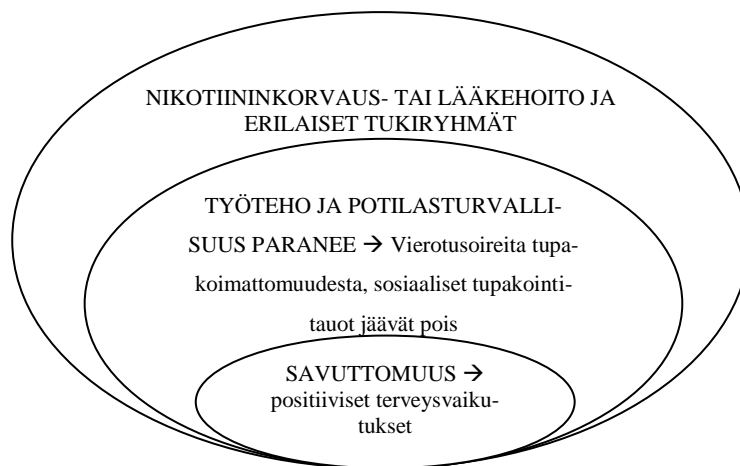 NIKOTIININKORVAUS- TAI LÄÄKEHOITO JA
ERILAISET TUKIRYHMÄT
TYÖTEHO JA POTILASTURVALLI-
SUUS PARANEE → Vierotusoireita tupa-
koimattomuudesta, sosiaaliset tupakointi-
tauot jäävät pois
SAVUTTOMUUS →
positiiviset terveysvaiku-
tukset